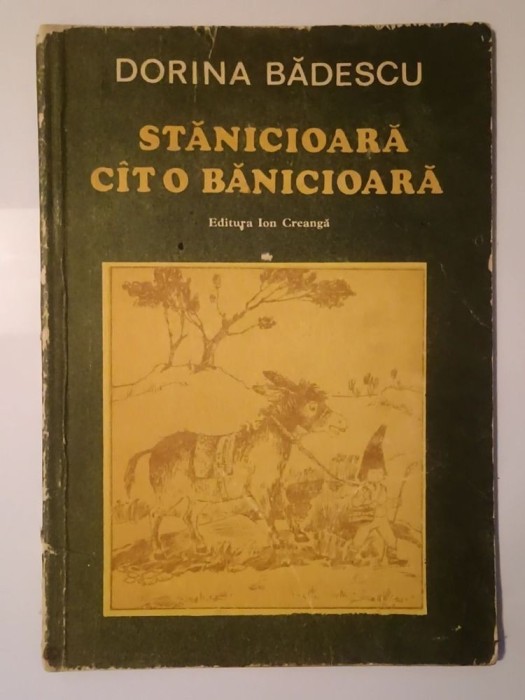 DORINA BĂDESCU
STĂNICIOARĂ
CÎT O BĂNICIOARĂ
Editura Ion Creangă